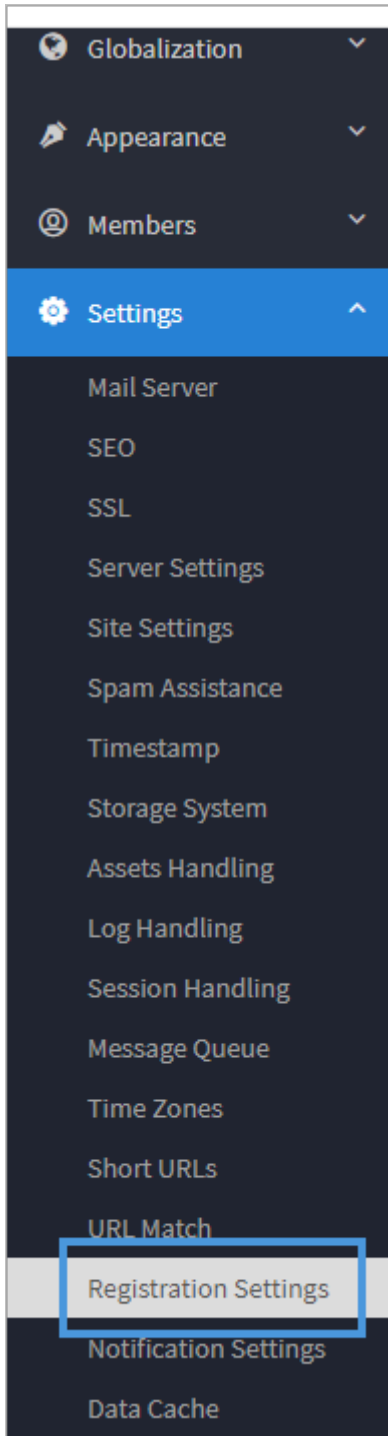 Globalization
Appearance
Members
Settings
Mail Server
SEO
SSL
Server Settings
Site Settings
Spam Assistance
Timestamp
Storage System
Assets Handling
Log Handling
Session Handling
Message Queue
Time Zones
Short URLs
URL Match
Registration Settings
Notification Settings
Data Cache